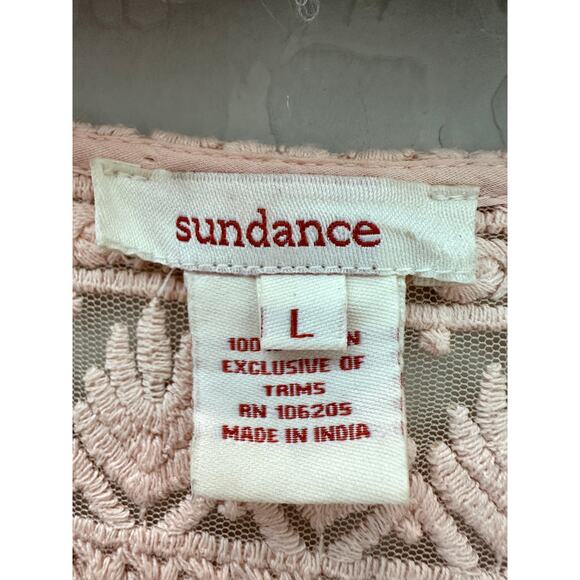 sundance
L
100 N
EXCLUSIVE OF
TRIMS
RN 106205
MADE IN INDIA